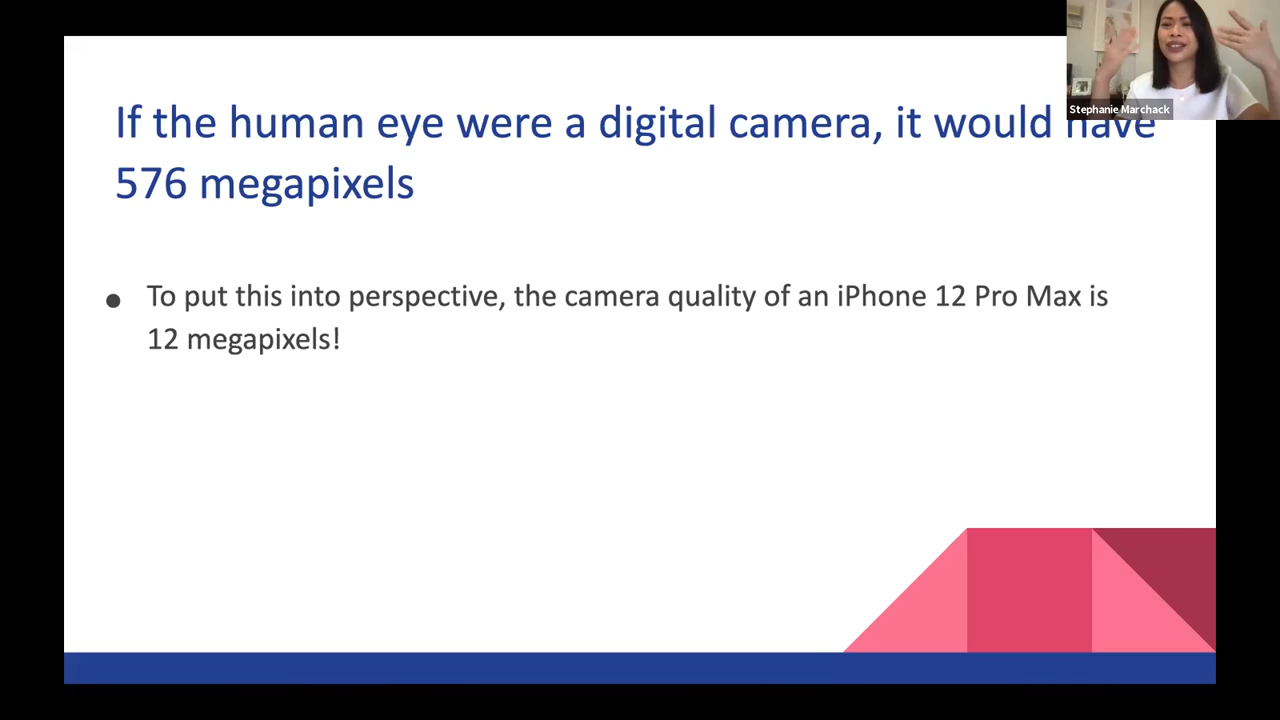 If the human eye were a digital camera, it would have
576 megapixels
• To put this into perspective, the camera quality of an iPhone 12 Pro Max is
12 megapixels!
Stephanie Marchack